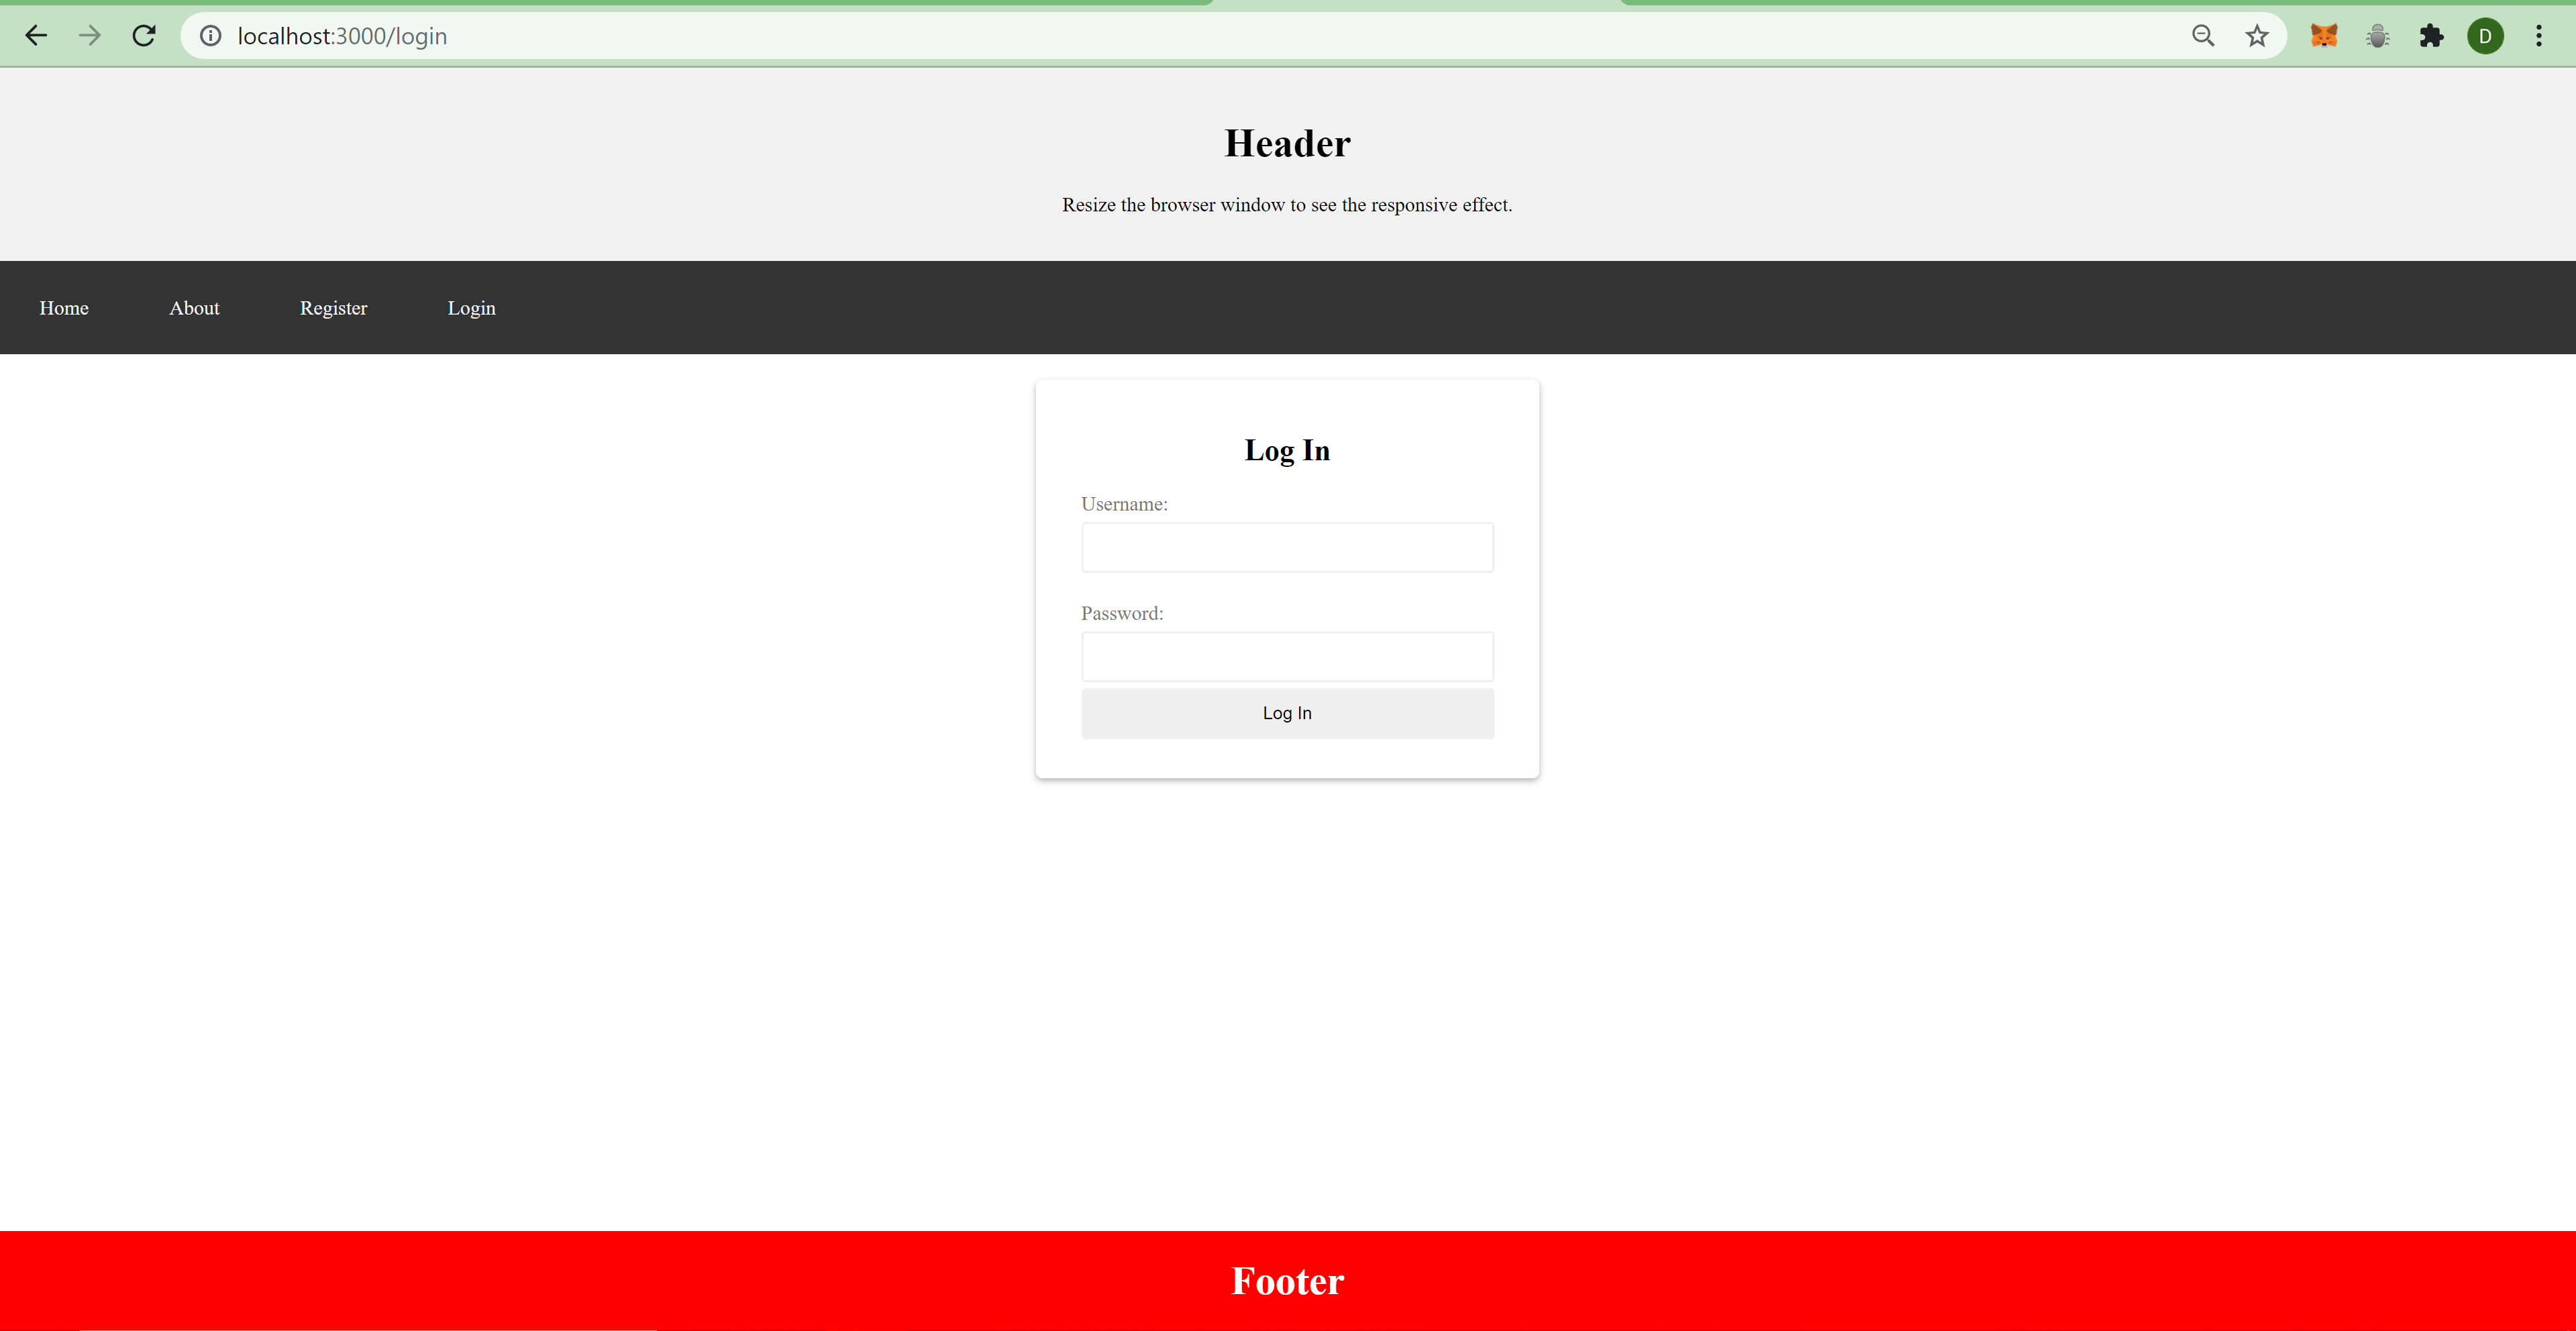 localhost:3000/login
D
Header
Resize the browser window to see the responsive effect.
Home About Register Login
Log In
Username:
Password:
Log In
Footer